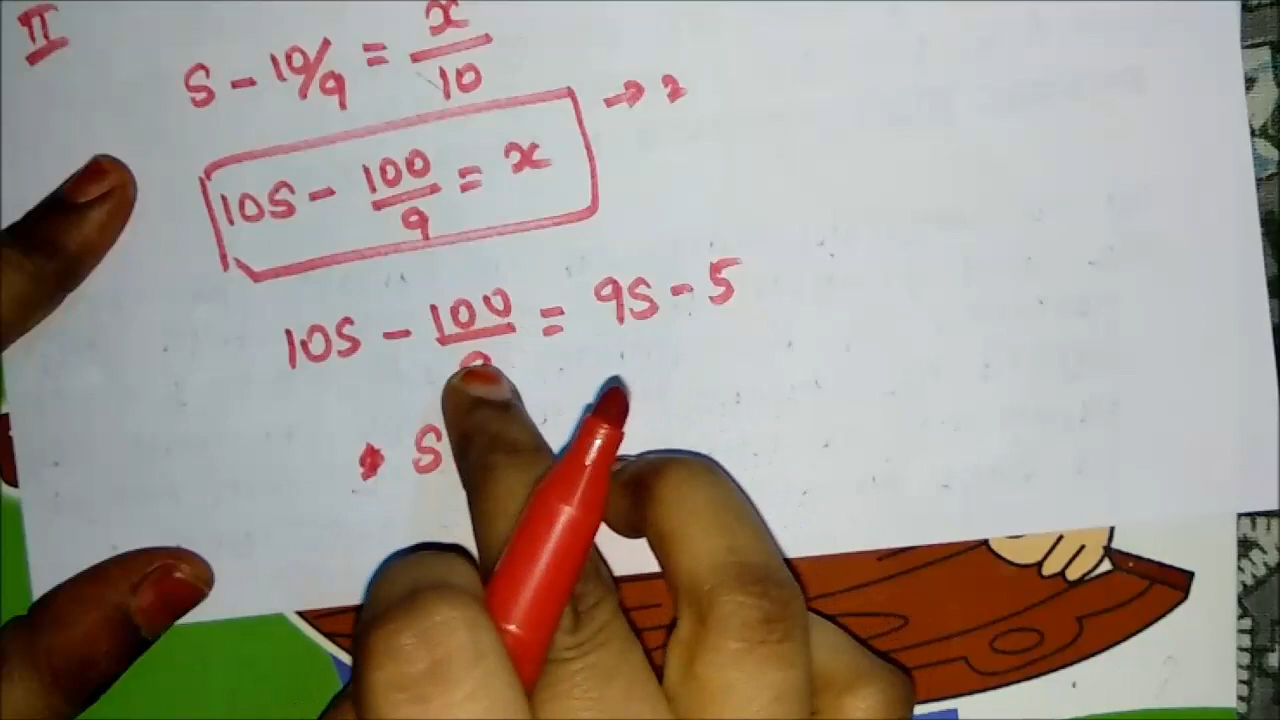 II
S - 10/9 = x/10
10S - 100/9 = x → 2
10S - 100/9 = 9S - 5
S